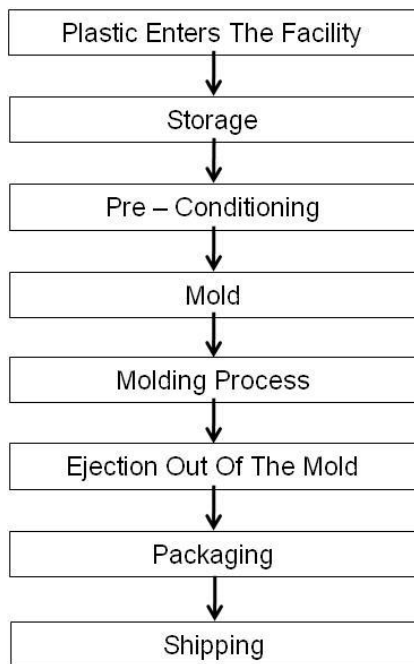 Plastic Enters The Facility
Storage
Pre – Conditioning
Mold
Molding Process
Ejection Out Of The Mold
Packaging
Shipping